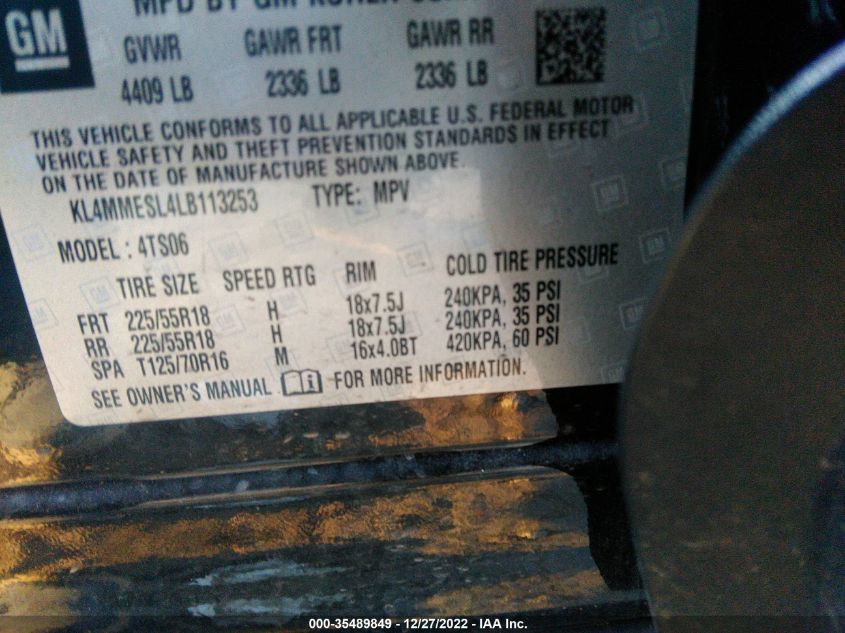 GM
MFD BY GM KOREA
GVWR GAWR FRT GAWR RR
4409 LB 2336 LB 2336 LB
THIS VEHICLE CONFORMS TO ALL APPLICABLE U.S. FEDERAL MOTOR
VEHICLE SAFETY AND THEFT PREVENTION STANDARDS IN EFFECT
ON THE DATE OF MANUFACTURE SHOWN ABOVE.
KL4MMESL4LB113253 TYPE: MPV
MODEL : 4TS06
TIRE SIZE SPEED RTG RIM COLD TIRE PRESSURE
FRT 225/55R18 H 18x7.5J 240KPA, 35 PSI
RR 225/55R18 H 18x7.5J 240KPA, 35 PSI
SPA T125/70R16 M 16x4.0BT 420KPA, 60 PSI
SEE OWNER'S MANUAL FOR MORE INFORMATION.
000-35489849 - 12/27/2022 - IAA Inc.